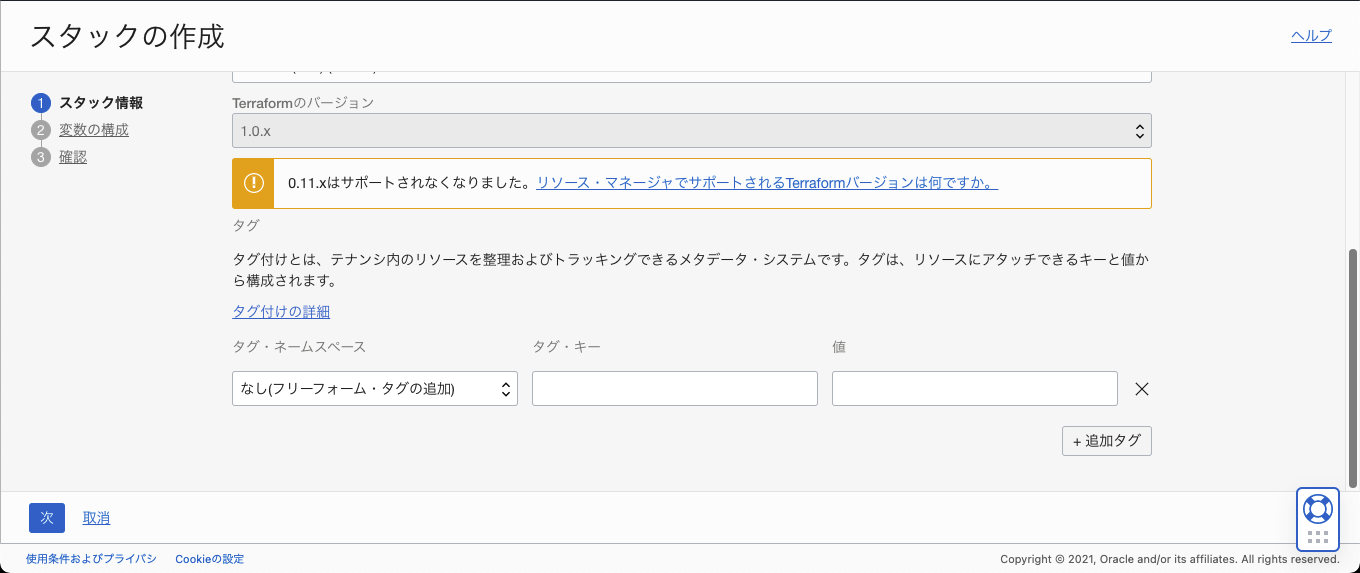 スタックの作成
ヘルプ
1 スタック情報
2 変数の構成
3 確認
Terraformのバージョン
1.0.x
0.11.xはサポートされなくなりました。リソース・マネージャでサポートされるTerraformバージョンは何ですか。
タグ
タグ付けとは、テナンシ内のリソースを整理およびトラッキングできるメタデータ・システムです。タグは、リソースにアタッチできるキーと値か
ら構成されます。
タグ付けの詳細
タグ・ネームスペース タグ・キー 値
なし(フリーフォーム・タグの追加)
+ 追加タグ
次 取消
使用条件およびプライバシ Cookieの設定
Copyright © 2021, Oracle and/or its affiliates. All rights reserved.